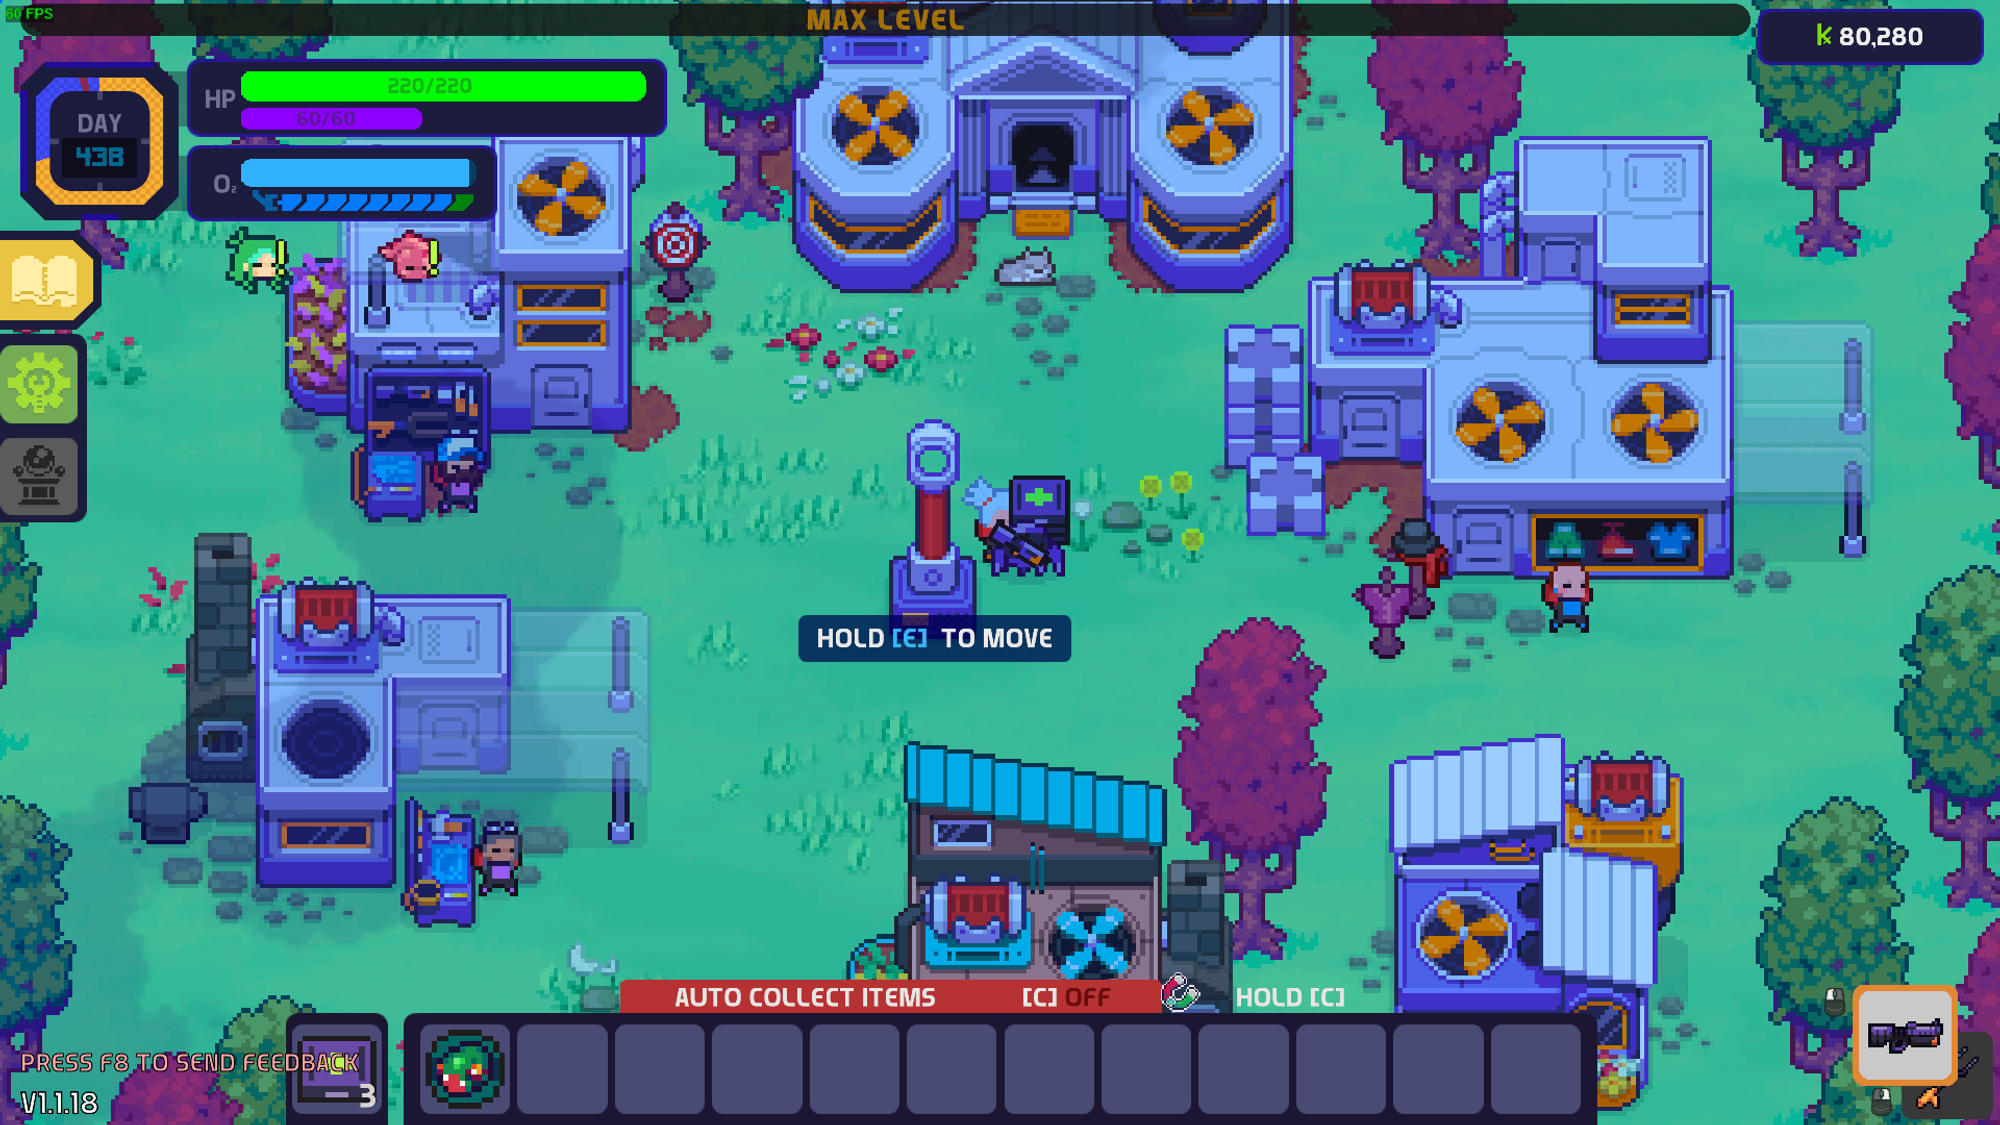 60 FPS
MAX LEVEL
80,280
DAY
438
HP
220/220
60/60
O₂
HOLD [E] TO MOVE
AUTO COLLECT ITEMS [C] OFF
HOLD [C]
PRESS F8 TO SEND FEEDBACK
3
V1.1.18